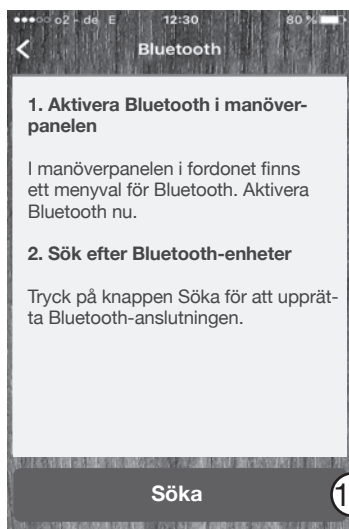 o2 - de E 12:30 80 %
Bluetooth
1. Aktivera Bluetooth i manöver-
panelen
I manöverpanelen i fordonet finns
ett menyval för Bluetooth. Aktivera
Bluetooth nu.
2. Sök efter Bluetooth-enheter
Tryck på knappen Söka för att upprät-
ta Bluetooth-anslutningen.
Söka
1